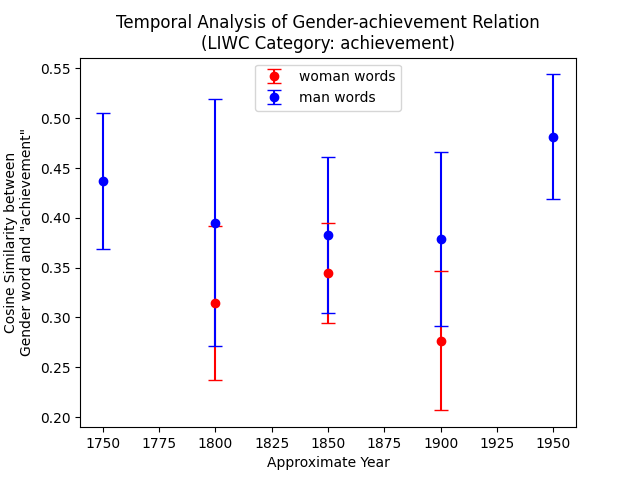 Temporal Analysis of Gender-achievement Relation
(LIWC Category: achievement)
woman words
man words
0.55
0.50
0.45
0.40
0.35
0.30
0.25
0.20
Cosine Similarity between
Gender word and "achievement"
1750
1775
1800
1825
1850
1875
1900
1925
1950
Approximate Year